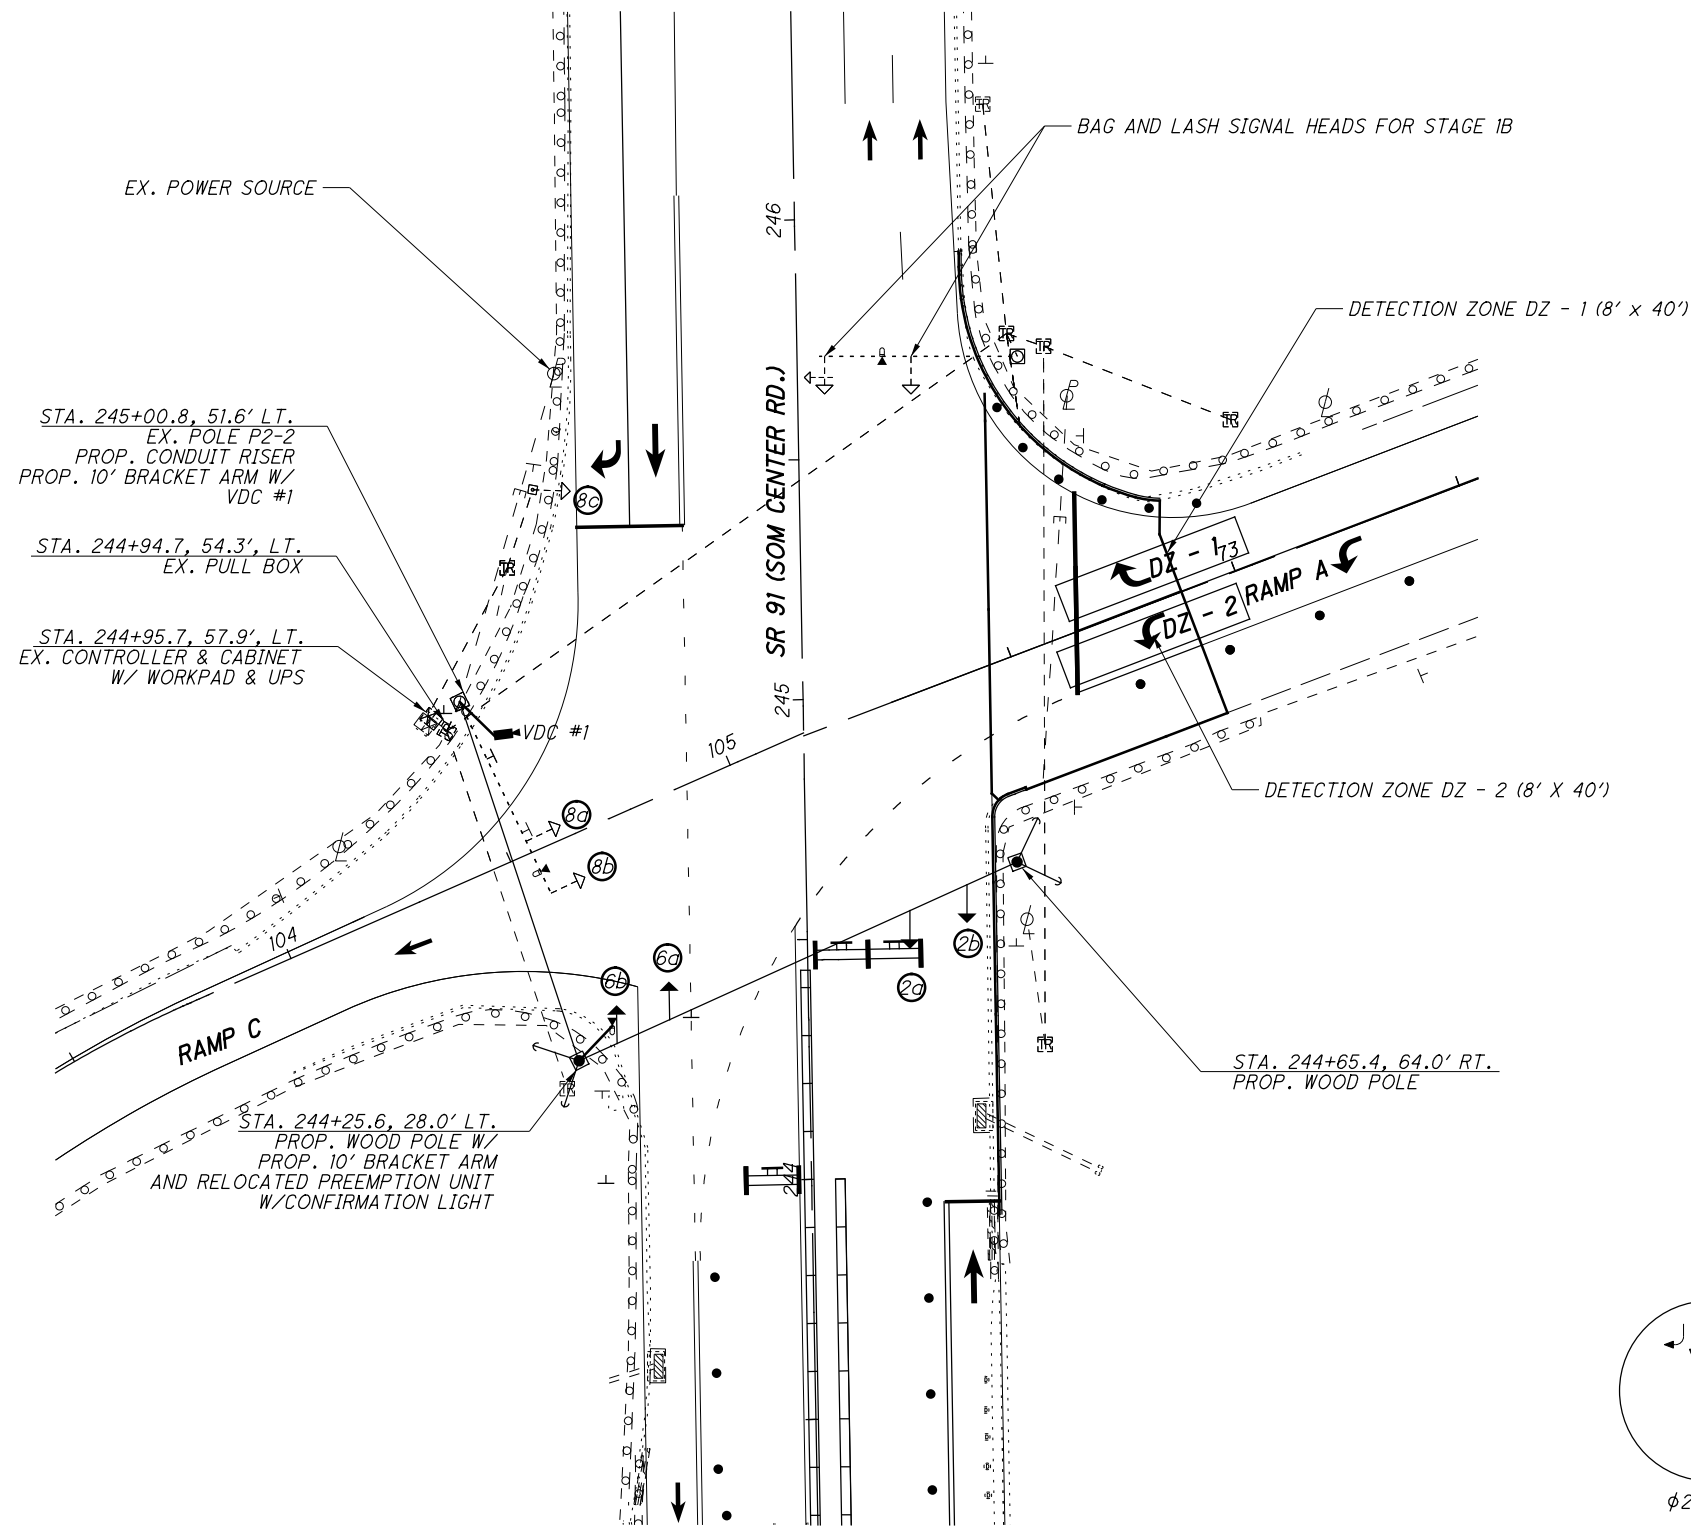 BAG AND LASH SIGNAL HEADS FOR STAGE 1B
EX. POWER SOURCE
246
DETECTION ZONE DZ - 1 (8' x 40')
STA. 245+00.8, 51.6' LT.
EX. POLE P2-2
PROP. CONDUIT RISER
PROP. 10' BRACKET ARM W/
VDC #1
8c
SR 91 (SOM CENTER RD.)
STA. 244+94.7, 54.3', LT.
EX. PULL BOX
DZ - 1
73
RAMP A
DZ - 2
STA. 244+95.7, 57.9', LT.
EX. CONTROLLER & CABINET
W/ WORKPAD & UPS
245
VDC #1
105
DETECTION ZONE DZ - 2 (8' X 40')
8a
8b
104
6a
2b
6b
2a
RAMP C
STA. 244+65.4, 64.0' RT.
PROP. WOOD POLE
STA. 244+25.6, 28.0' LT.
PROP. WOOD POLE W/
PROP. 10' BRACKET ARM
AND RELOCATED PREEMPTION UNIT
W/CONFIRMATION LIGHT
244
ϕ2